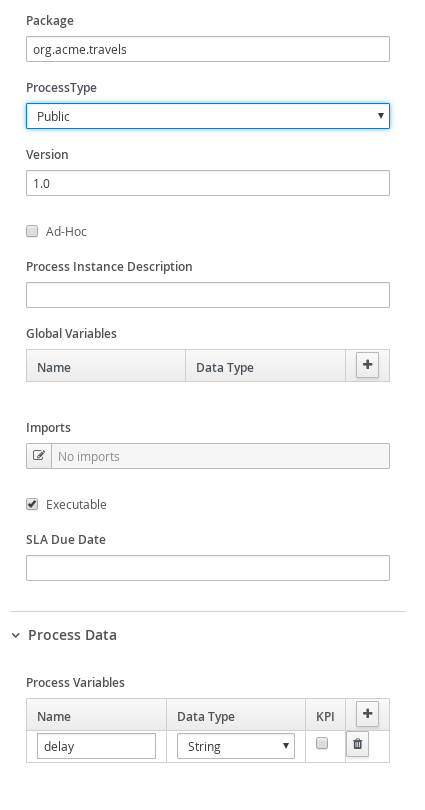 Package
org.acme.travels
ProcessType
Public
Version
1.0
Ad-Hoc
Process Instance Description
Global Variables
Name Data Type
Imports
No imports
Executable
SLA Due Date
Process Data
Process Variables
Name Data Type KPI
delay String